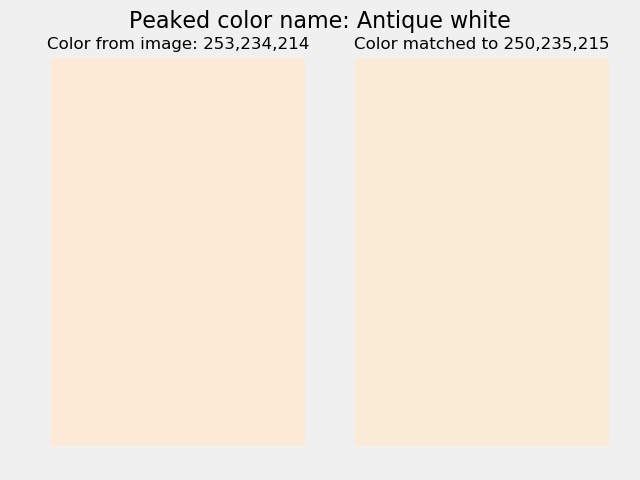 Peaked color name: Antique white
Color from image: 253,234,214
Color matched to 250,235,215